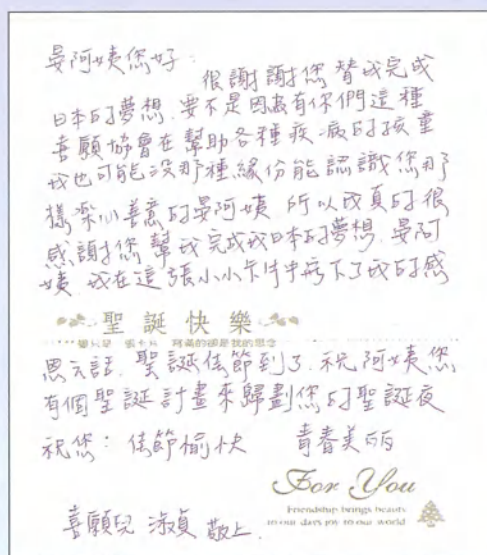 晏阿姨您好:
很謝謝您替我完成
日本的夢想. 要不是因為有你們這種
喜願協會在幫助各種疾病的孩童
我也可能沒那種緣份能認識您那
樣樂心善意的晏阿姨 所以我真的很
感謝您幫我完成我日本的夢想. 晏阿
姨 我在這張小小卡片中寫下了我的感
聖誕快樂
恩之話. 聖誕佳節到了. 祝阿姨您
有個聖誕計畫來歸劃您的聖誕夜
祝您: 佳節愉快 青春美麗
For You
Friendship brings beauty
to our days joy to our world
喜願兒 淑貞 敬上.